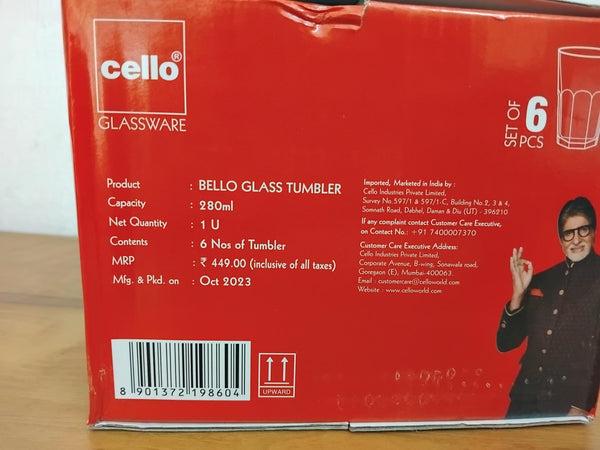 cello®
GLASSWARE
SET OF 6 PCS
Product : BELLO GLASS TUMBLER
Capacity : 280ml
Net Quantity : 1 U
Contents : 6 Nos of Tumbler
MRP : ₹ 449.00 (inclusive of all taxes)
Mfg. & Pkd. on : Oct 2023
Imported, Marketed in India by :
Cello Industries Private Limited,
Survey No.597/1 & 597/1-C, Building No.2, 3 & 4,
Somnath Road, Dabhel, Daman & Diu (UT) - 396210
If any complaint contact Customer Care Executive,
on Contact No.: +91 7400007370
Customer Care Executive Address:
Cello Industries Private Limited,
Corporate Avenue, B-wing, Sonawala road,
Goregaon (E), Mumbai-400063.
Email : customercare@celloworld.com
Website : www.celloworld.com
8 901372 198604
UPWARD